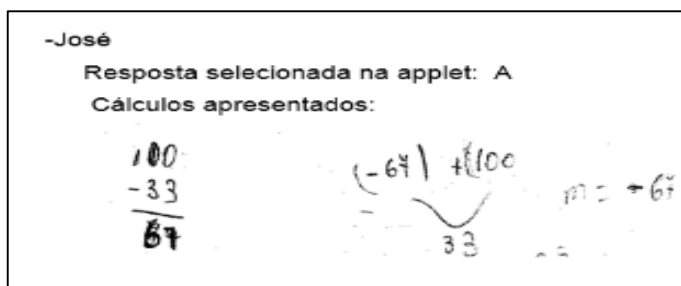 -José
Resposta selecionada na applet: A
Cálculos apresentados:
100
-33
67
(-67) + (100
33
m = -67